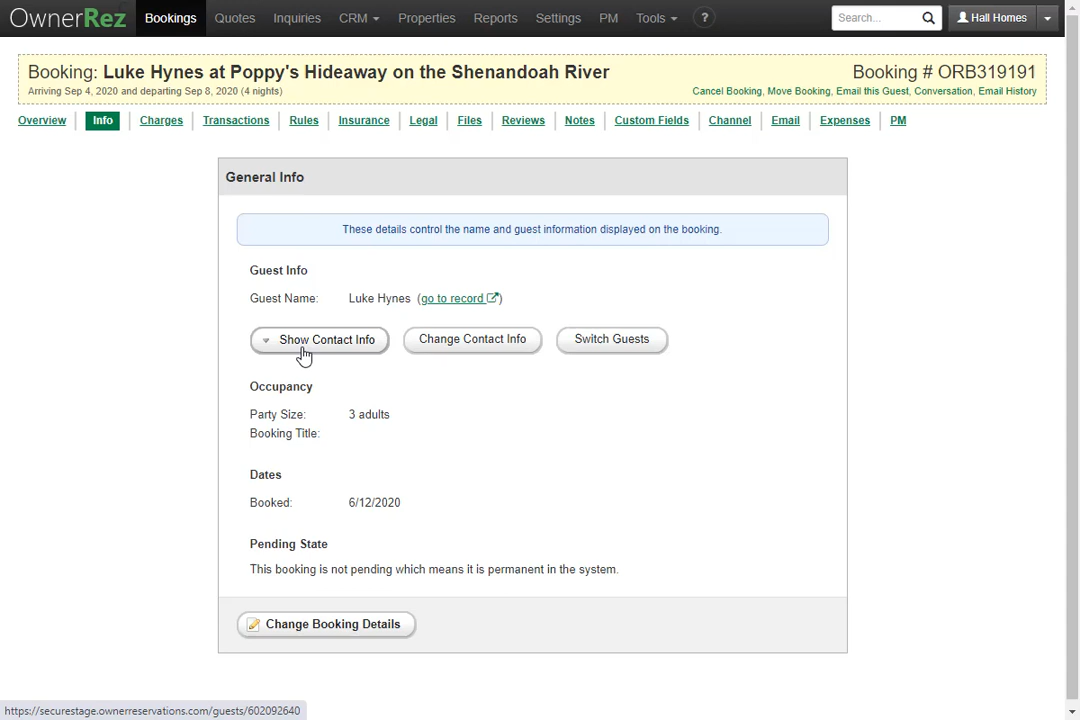 OwnerRez Bookings Quotes Inquiries CRM Properties Reports Settings PM Tools ? Search... Hall Homes
Booking: Luke Hynes at Poppy's Hideaway on the Shenandoah River Booking # ORB319191
Arriving Sep 4, 2020 and departing Sep 8, 2020 (4 nights) Cancel Booking, Move Booking, Email this Guest, Conversation, Email History
Overview Info Charges Transactions Rules Insurance Legal Files Reviews Notes Custom Fields Channel Email Expenses PM
General Info
These details control the name and guest information displayed on the booking.
Guest Info
Guest Name: Luke Hynes (go to record)
Show Contact Info Change Contact Info Switch Guests
Occupancy
Party Size: 3 adults
Booking Title:
Dates
Booked: 6/12/2020
Pending State
This booking is not pending which means it is permanent in the system.
Change Booking Details
https://securestage.ownerreservations.com/guests/602092640